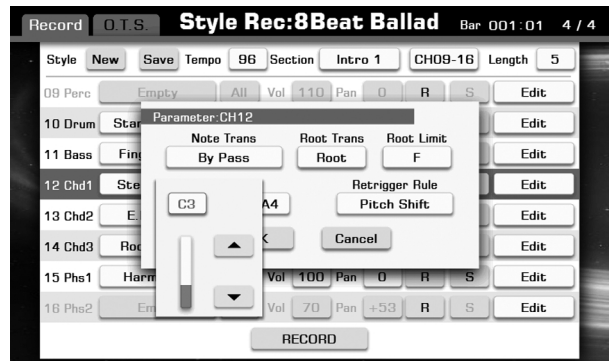 Record O.T.S. Style Rec:8Beat Ballad Bar 001:01 4 / 4
Style New Save Tempo 96 Section Intro 1 CH09-16 Length 5
09 Perc Empty All Vol 110 Pan 0 R S Edit
Parameter:CH12
10 Drum Edit
Note Trans Root Trans Root Limit
11 Bass By Pass Root F Edit
12 Chd1 Retrigger Rule Edit
C3 A4 Pitch Shift
13 Chd2 Edit
14 Chd3 Cancel Edit
15 Phs1 Vol 100 Pan 0 R S Edit
16 Phs2 Vol 70 Pan +53 R S Edit
RECORD